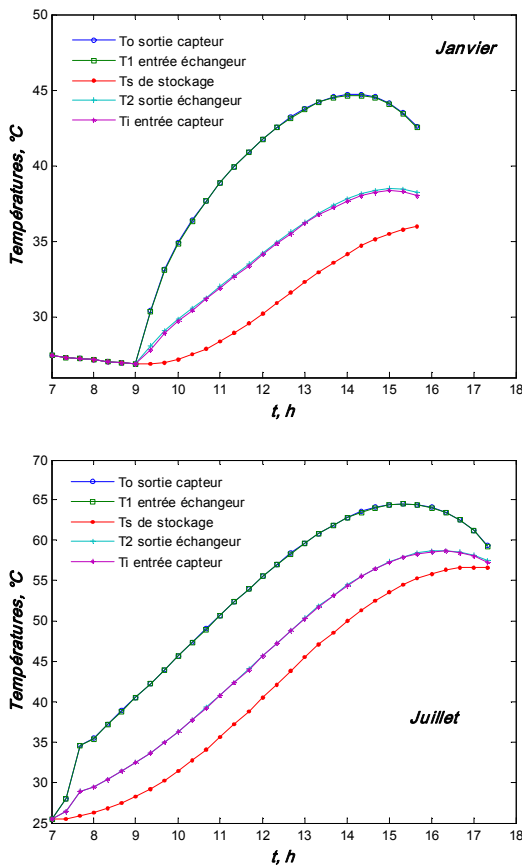 50
45
40
35
30
Températures, °C
To sortie capteur
T1 entrée échangeur
Ts de stockage
T2 sortie échangeur
Ti entrée capteur
Janvier
7 8 9 10 11 12 13 14 15 16 17 18
t, h
70
65
60
55
50
45
40
35
30
25
Températures, °C
To sortie capteur
T1 entrée échangeur
Ts de stockage
T2 sortie échangeur
Ti entrée capteur
Juillet
7 8 9 10 11 12 13 14 15 16 17 18
t, h